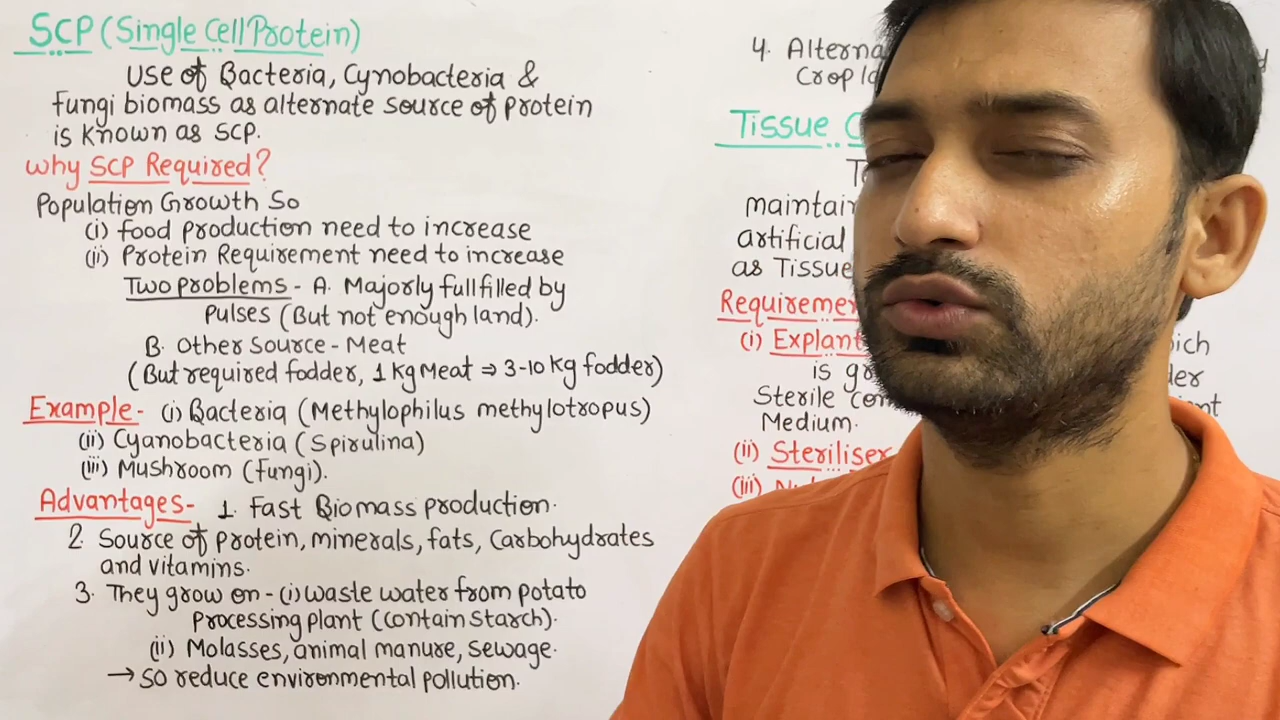 SCP (Single Cell Protein)
Use of Bacteria, Cynobacteria &
Fungi biomass as alternate source of Protein
is known as SCP.
Why SCP Required?
Population Growth So
(i) food production need to increase
(ii) Protein Requirement need to increase
Two problems - A. Majorly fullfilled by
Pulses (But not enough land).
B. Other Source - Meat
(But required fodder, 1 Kg Meat ⇒ 3-10 Kg fodder)
Example - (i) Bacteria (Methylophilus methylotropus)
(ii) Cyanobacteria (Spirulina)
(iii) Mushroom (Fungi).
Advantages - 1. Fast Biomass production.
2. Source of Protein, minerals, fats, Carbohydrates
and vitamins.
3. They grow on - (i) waste water from potato
Processing plant (contain starch).
(ii) Molasses, animal manure, sewage.
→ So reduce environmental pollution.
4.
Crop
Tissue
maintain
artificial
as Tissue
(i) Explant
is
Sterile
Medium.
(ii)
(iii)